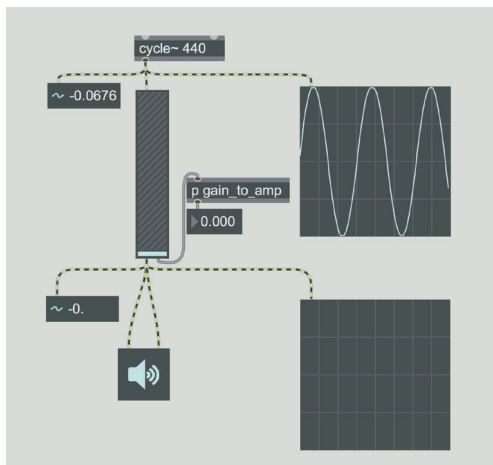 cycle~ 440
~ -0.0676
p gain_to_amp
0.000
~ -0.